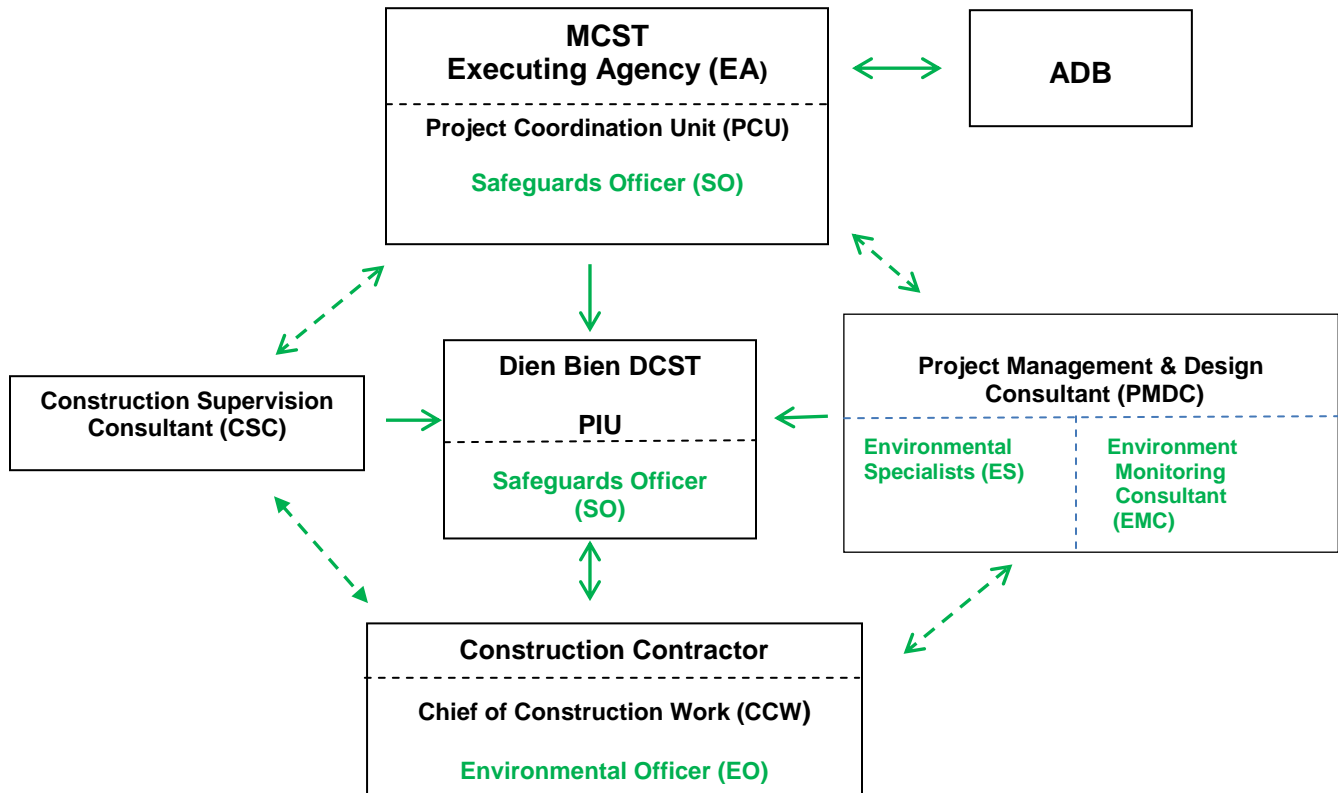 MCST
Executing Agency (EA)
Project Coordination Unit (PCU)
Safeguards Officer (SO)
ADB
Dien Bien DCST
PIU
Safeguards Officer
(SO)
Construction Supervision
Consultant (CSC)
Project Management & Design
Consultant (PMDC)
Environmental
Specialists (ES)
Environment
Monitoring
Consultant
(EMC)
Construction Contractor
Chief of Construction Work (CCW)
Environmental Officer (EO)